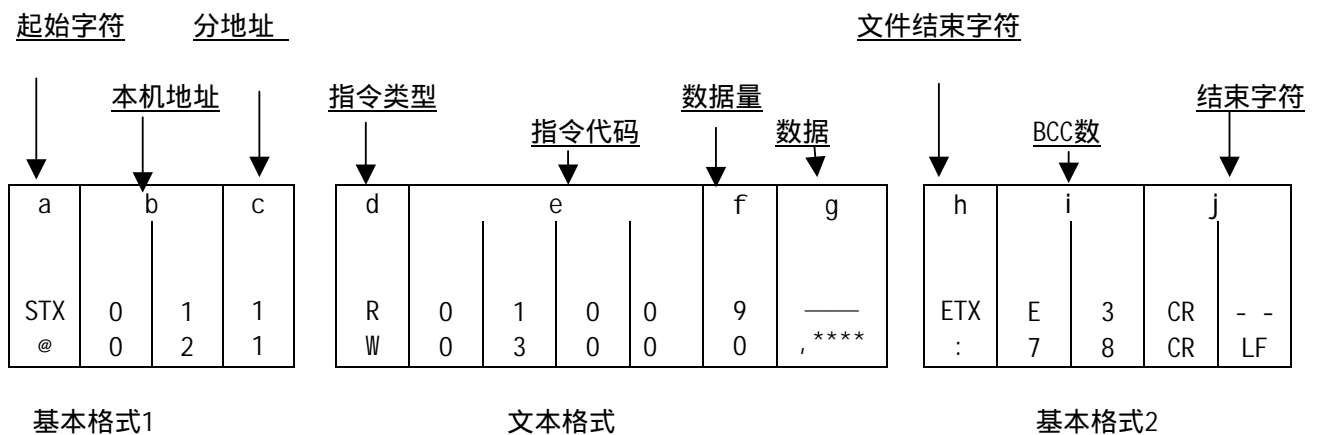 起始字符 分地址 文件结束字符
本机地址 指令类型 数据量 结束字符
指令代码 数据 BCC数
a b c d e f g h i j
STX 0 1 1 R 0 1 0 0 9 —— ETX E 3 CR - -
@ 0 2 1 W 0 3 0 0 0 ,**** : 7 8 CR LF
基本格式1 文本格式 基本格式2